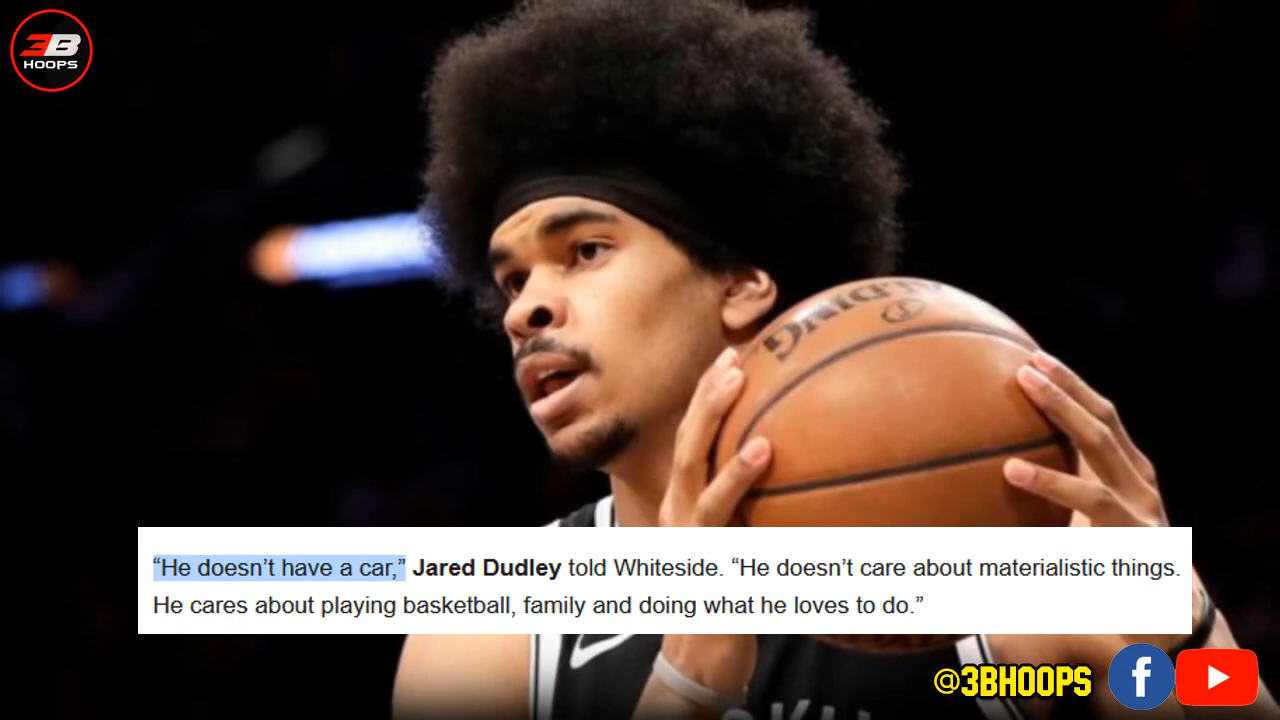 3B
HOOPS
“He doesn’t have a car,” Jared Dudley told Whiteside. “He doesn’t care about materialistic things.
He cares about playing basketball, family and doing what he loves to do.”
@3BHOOPS